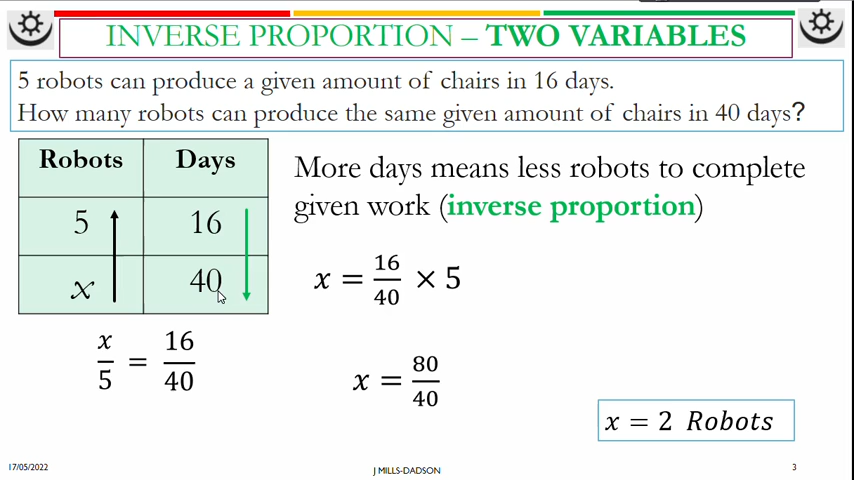 INVERSE PROPORTION – TWO VARIABLES
5 robots can produce a given amount of chairs in 16 days.
How many robots can produce the same given amount of chairs in 40 days?
Robots Days
5 16
x 40
More days means less robots to complete
given work (inverse proportion)
x/5 = 16/40
x = 16/40 × 5
x = 80/40
x = 2 Robots
17/05/2022
J MILLS-DADSON
3